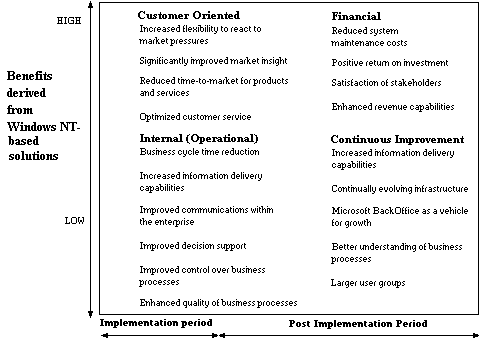 HIGH
Benefits
derived
from
Windows NT-
based
solutions
LOW
Customer Oriented
Increased flexibility to react to
market pressures
Significantly improved market insight
Reduced time-to-market for products
and services
Optimized customer service
Financial
Reduced system
maintenance costs
Positive return on investment
Satisfaction of stakeholders
Enhanced revenue capabilities
Internal (Operational)
Business cycle time reduction
Increased information delivery
capabilities
Improved communications within
the enterprise
Improved decision support
Improved control over business
processes
Enhanced quality of business processes
Continuous Improvement
Increased information delivery
capabilities
Continually evolving infrastructure
Microsoft BackOffice as a vehicle
for growth
Better understanding of business
processes
Larger user groups
Implementation period
Post Implementation Period